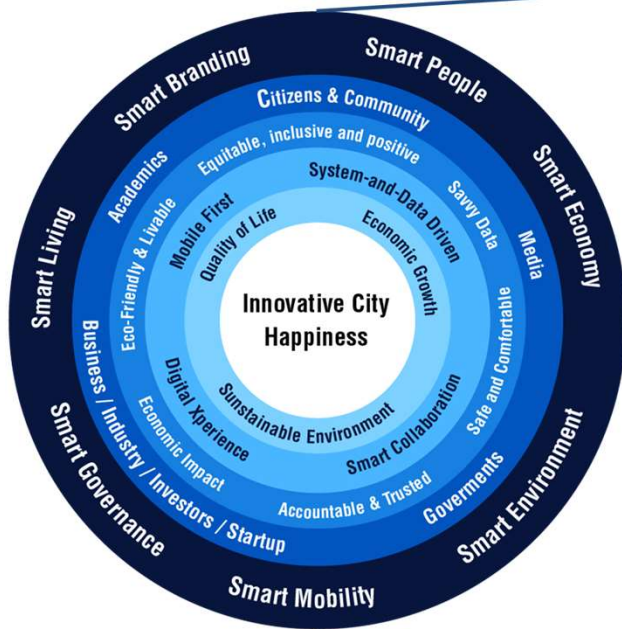 Smart Branding
Smart People
Smart Economy
Smart Environment
Smart Mobility
Smart Governance
Smart Living
Citizens & Community
Media
Goverments
Business / Industry / Investors / Startup
Academics
Equitable, inclusive and positive
Savvy Data
Safe and Comfortable
Accountable & Trusted
Economic Impact
Eco-Friendly & Livable
Mobile First
System-and-Data Driven
Smart Collaboration
Digital Xperience
Quality of Life
Economic Growth
Sunstainable Environment
Innovative City
Happiness